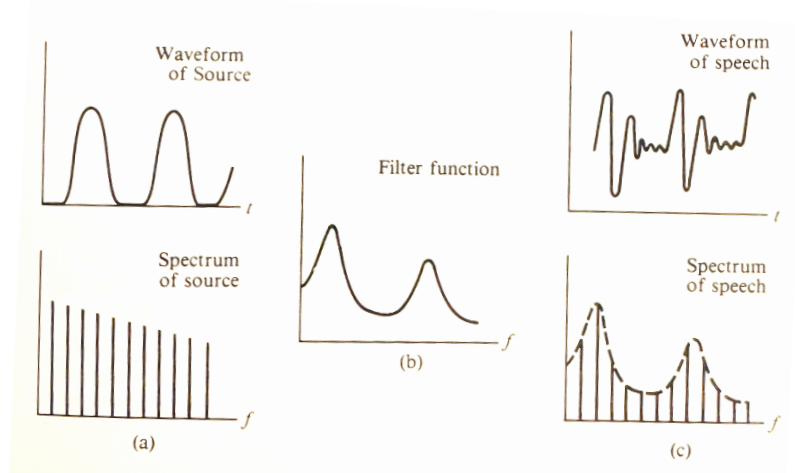 Waveform
of Source
t
Spectrum
of source
f
(a)
Filter function
f
(b)
Waveform
of speech
t
Spectrum
of speech
f
(c)